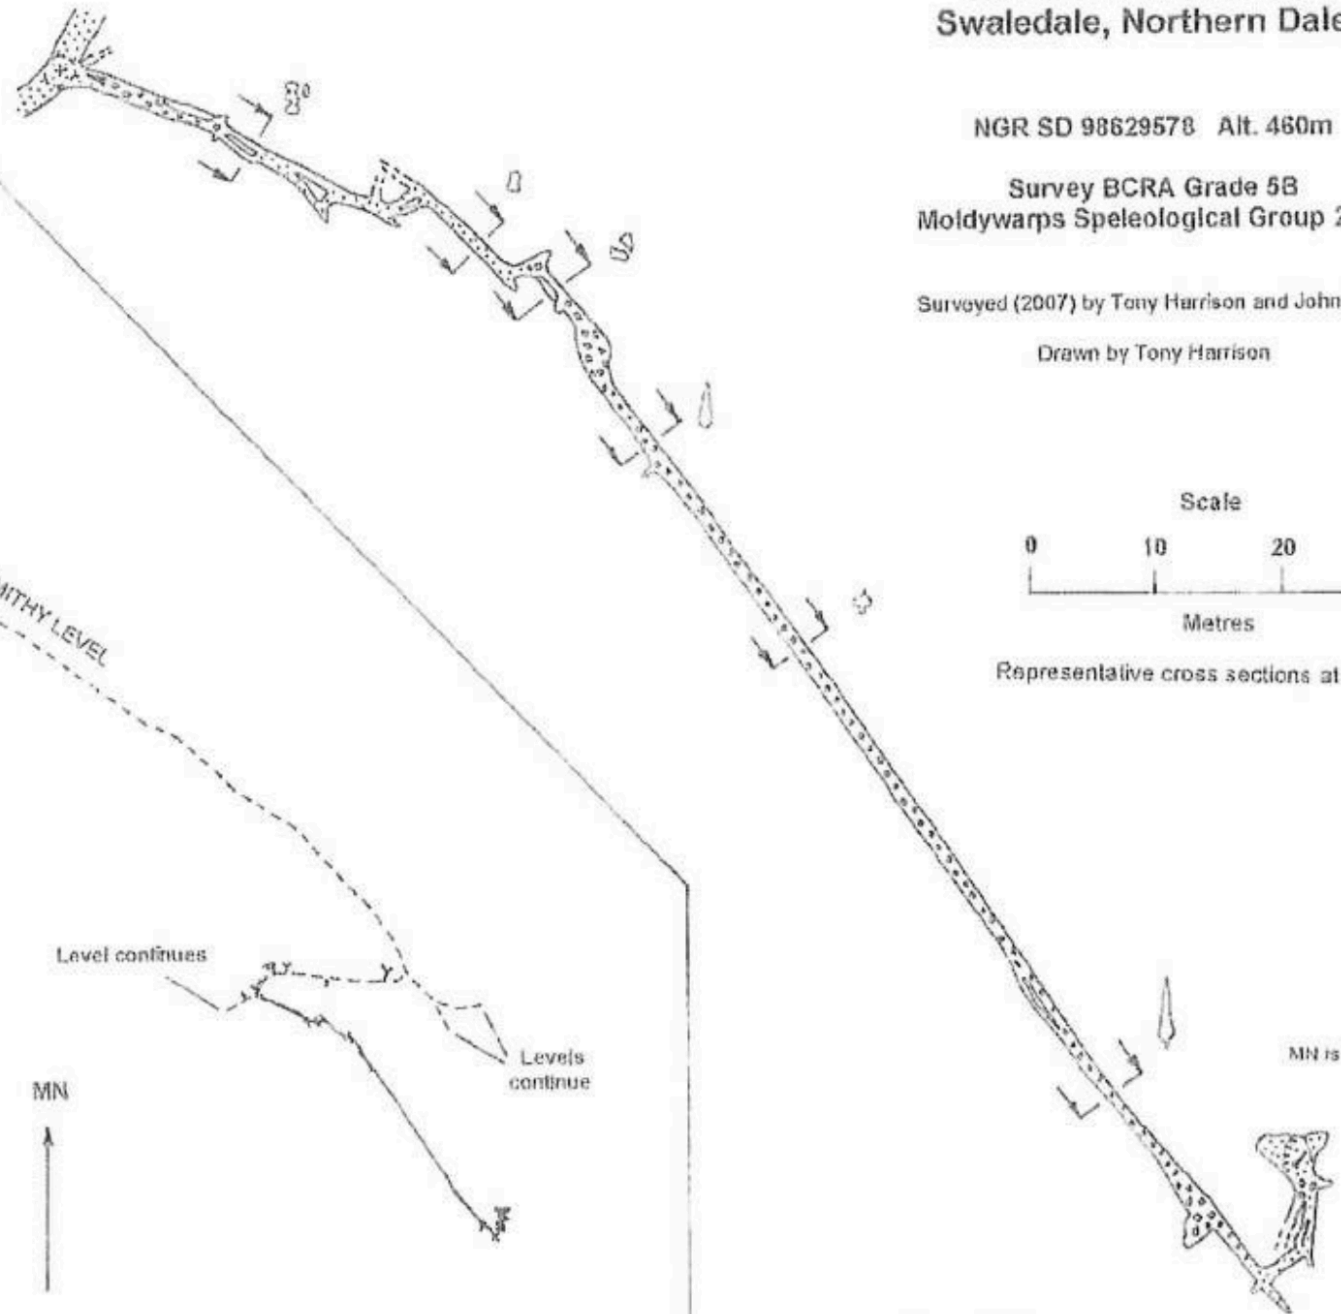 Swaledale, Northern Dale
NGR SD 98629578 Alt. 460m
Survey BCRA Grade 5B
Moldywarps Speleological Group 2
Surveyed (2007) by Tony Harrison and John
Drawn by Tony Harrison
Scale
0 10 20
Metres
Representative cross sections at
MITHY LEVEL
Level continues
Levels
continue
MN
MN is